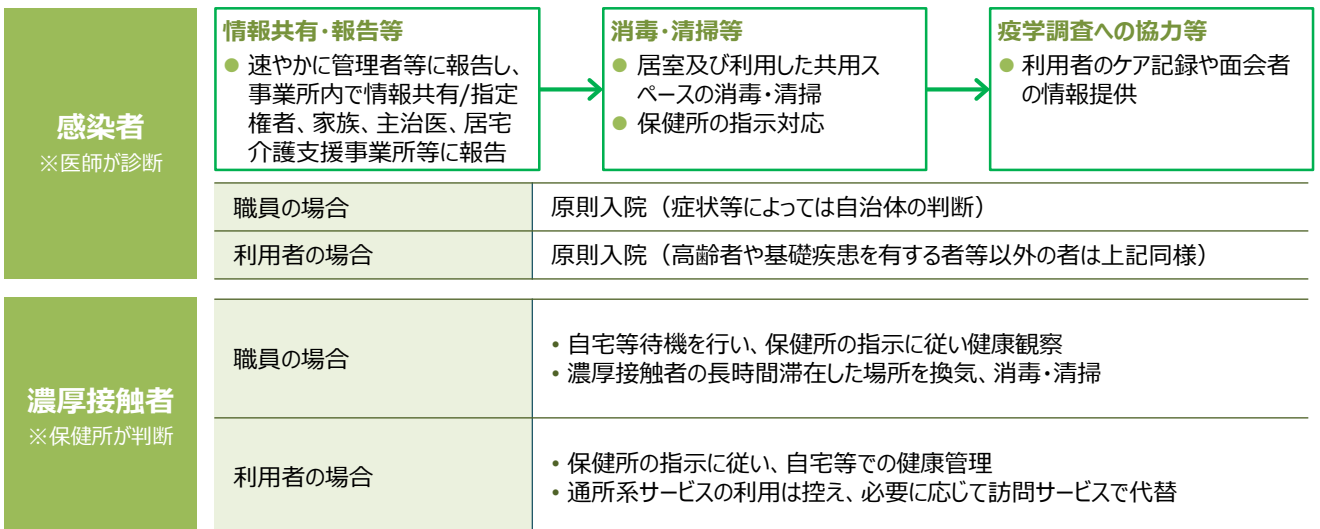 感染者
※医師が診断
情報共有・報告等
● 速やかに管理者等に報告し、
事業所内で情報共有/指定
権者、家族、主治医、居宅
介護支援事業所等に報告
消毒・清掃等
● 居室及び利用した共用ス
ペースの消毒・清掃
● 保健所の指示対応
疫学調査への協力等
● 利用者のケア記録や面会者
の情報提供
職員の場合
原則入院（症状等によっては自治体の判断）
利用者の場合
原則入院（高齢者や基礎疾患を有する者等以外の者は上記同様）
濃厚接触者
※保健所が判断
職員の場合
• 自宅等待機を行い、保健所の指示に従い健康観察
• 濃厚接触者の長時間滞在した場所を換気、消毒・清掃
利用者の場合
• 保健所の指示に従い、自宅等での健康管理
• 通所系サービスの利用は控え、必要に応じて訪問サービスで代替